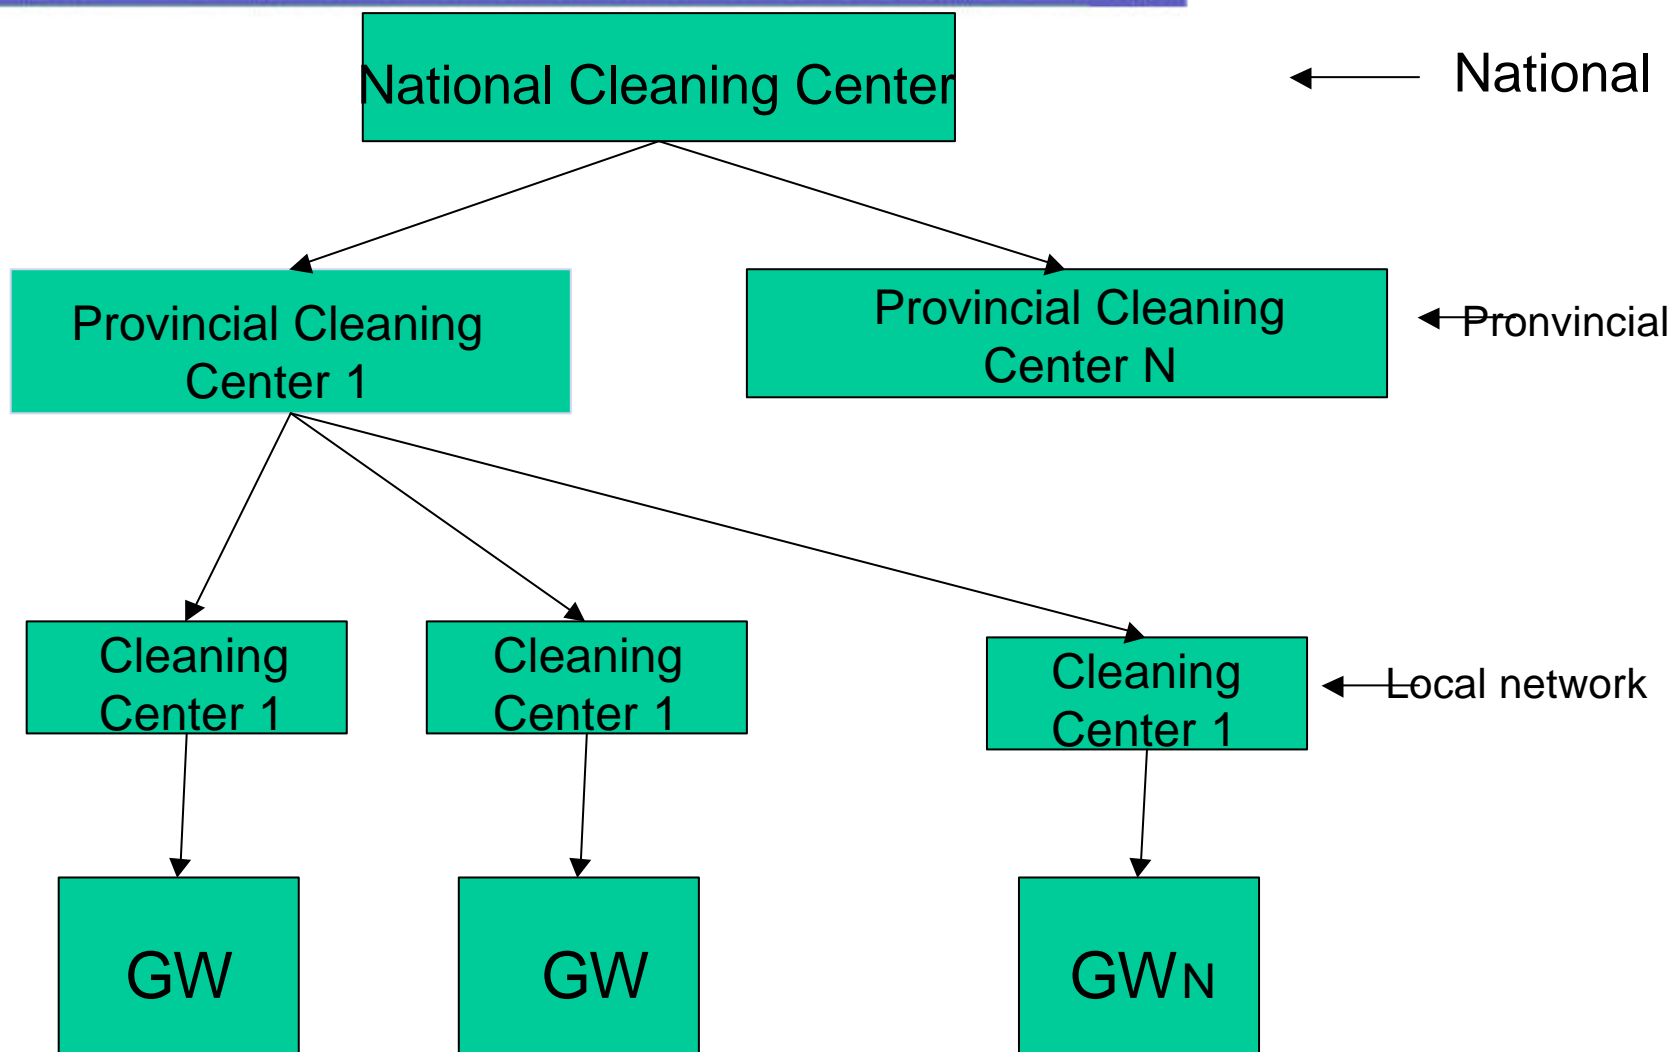 National Cleaning Center
National
Provincial Cleaning
Center 1
Provincial Cleaning
Center N
Pronvincial
Cleaning
Center 1
Cleaning
Center 1
Cleaning
Center 1
Local network
GW
GW
GWN